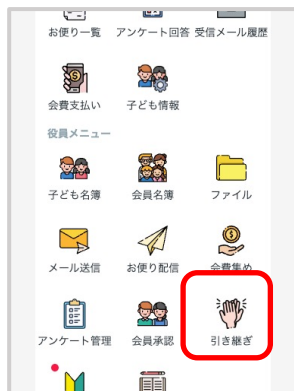 お便り一覧 アンケート回答 受信メール履歴
会費支払い 子ども情報
役員メニュー
子ども名簿 会員名簿 ファイル
メール送信 お便り配信 会費集め
アンケート管理 会員承認 引き継ぎ